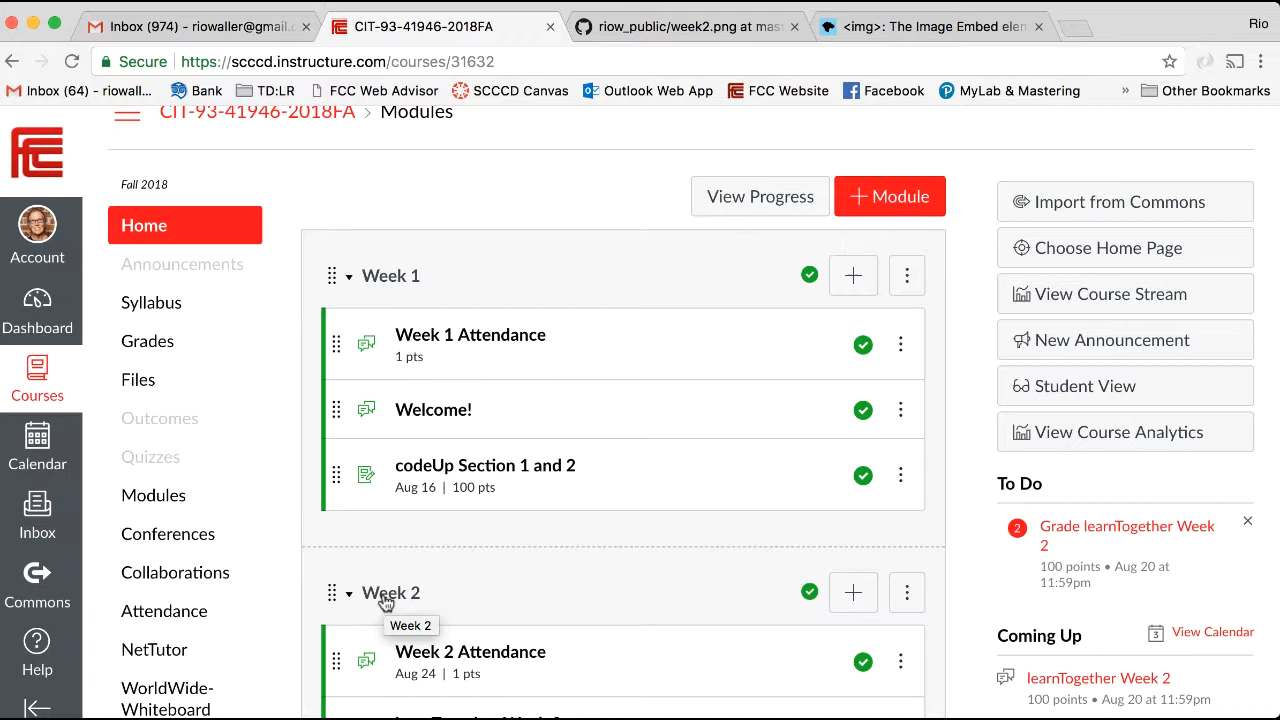 Inbox (974) - riowaller@gmail.c
CIT-93-41946-2018FA
riow_public/week2.png at mas
<img>: The Image Embed elen
Rio
Secure
https://scccd.instructure.com/courses/31632
Inbox (64) - riowall...
Bank
TD:LR
FCC Web Advisor
SCCCD Canvas
Outlook Web App
FCC Website
Facebook
MyLab & Mastering
»
Other Bookmarks
CIT-93-41946-2018FA > Modules
Account
Dashboard
Courses
Calendar
Inbox
Commons
Help
Fall 2018
Home
Announcements
Syllabus
Grades
Files
Outcomes
Quizzes
Modules
Conferences
Collaborations
Attendance
NetTutor
WorldWide-
Whiteboard
View Progress
+ Module
Week 1
Week 1 Attendance
1 pts
Welcome!
codeUp Section 1 and 2
Aug 16 | 100 pts
Week 2
Week 2
Week 2 Attendance
Aug 24 | 1 pts
Import from Commons
Choose Home Page
View Course Stream
New Announcement
Student View
View Course Analytics
To Do
2
Grade learnTogether Week
2
100 points • Aug 20 at
11:59pm
Coming Up
3
View Calendar
learnTogether Week 2
100 points • Aug 20 at 11:59pm